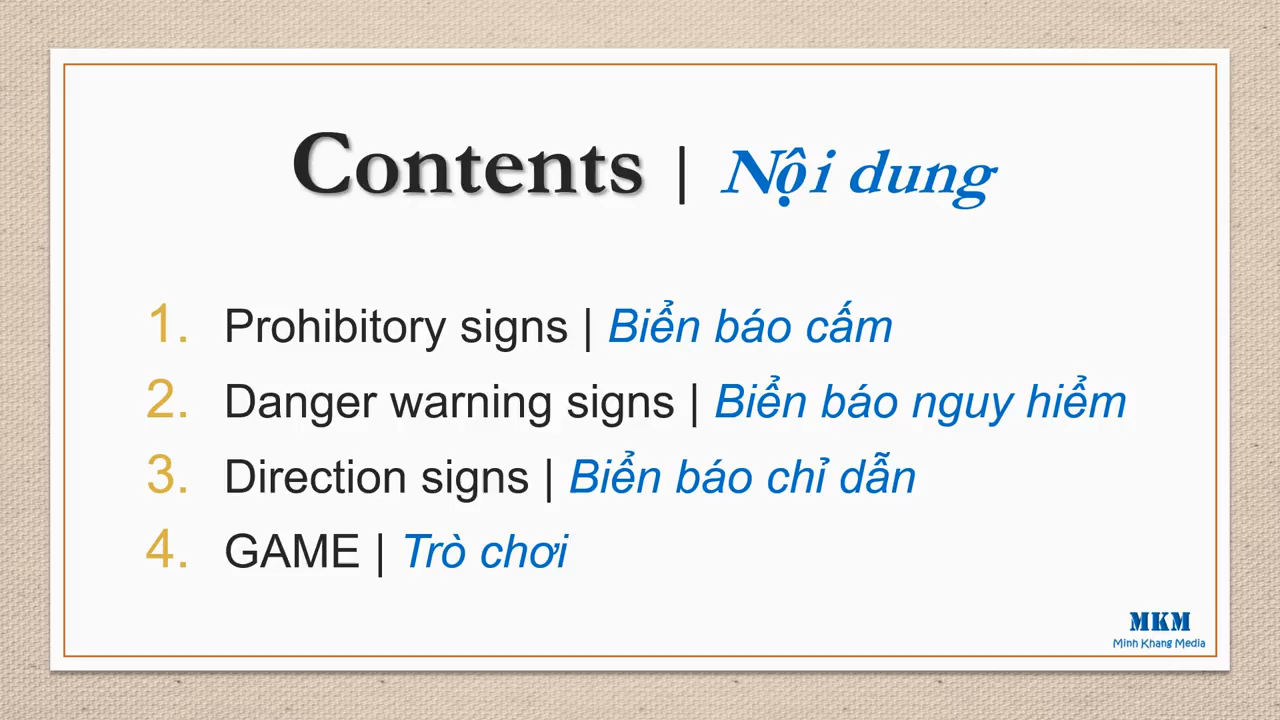 Contents | Nội dung
1. Prohibitory signs | Biển báo cấm
2. Danger warning signs | Biển báo nguy hiểm
3. Direction signs | Biển báo chỉ dẫn
4. GAME | Trò chơi
MKM
Minh Khang Media